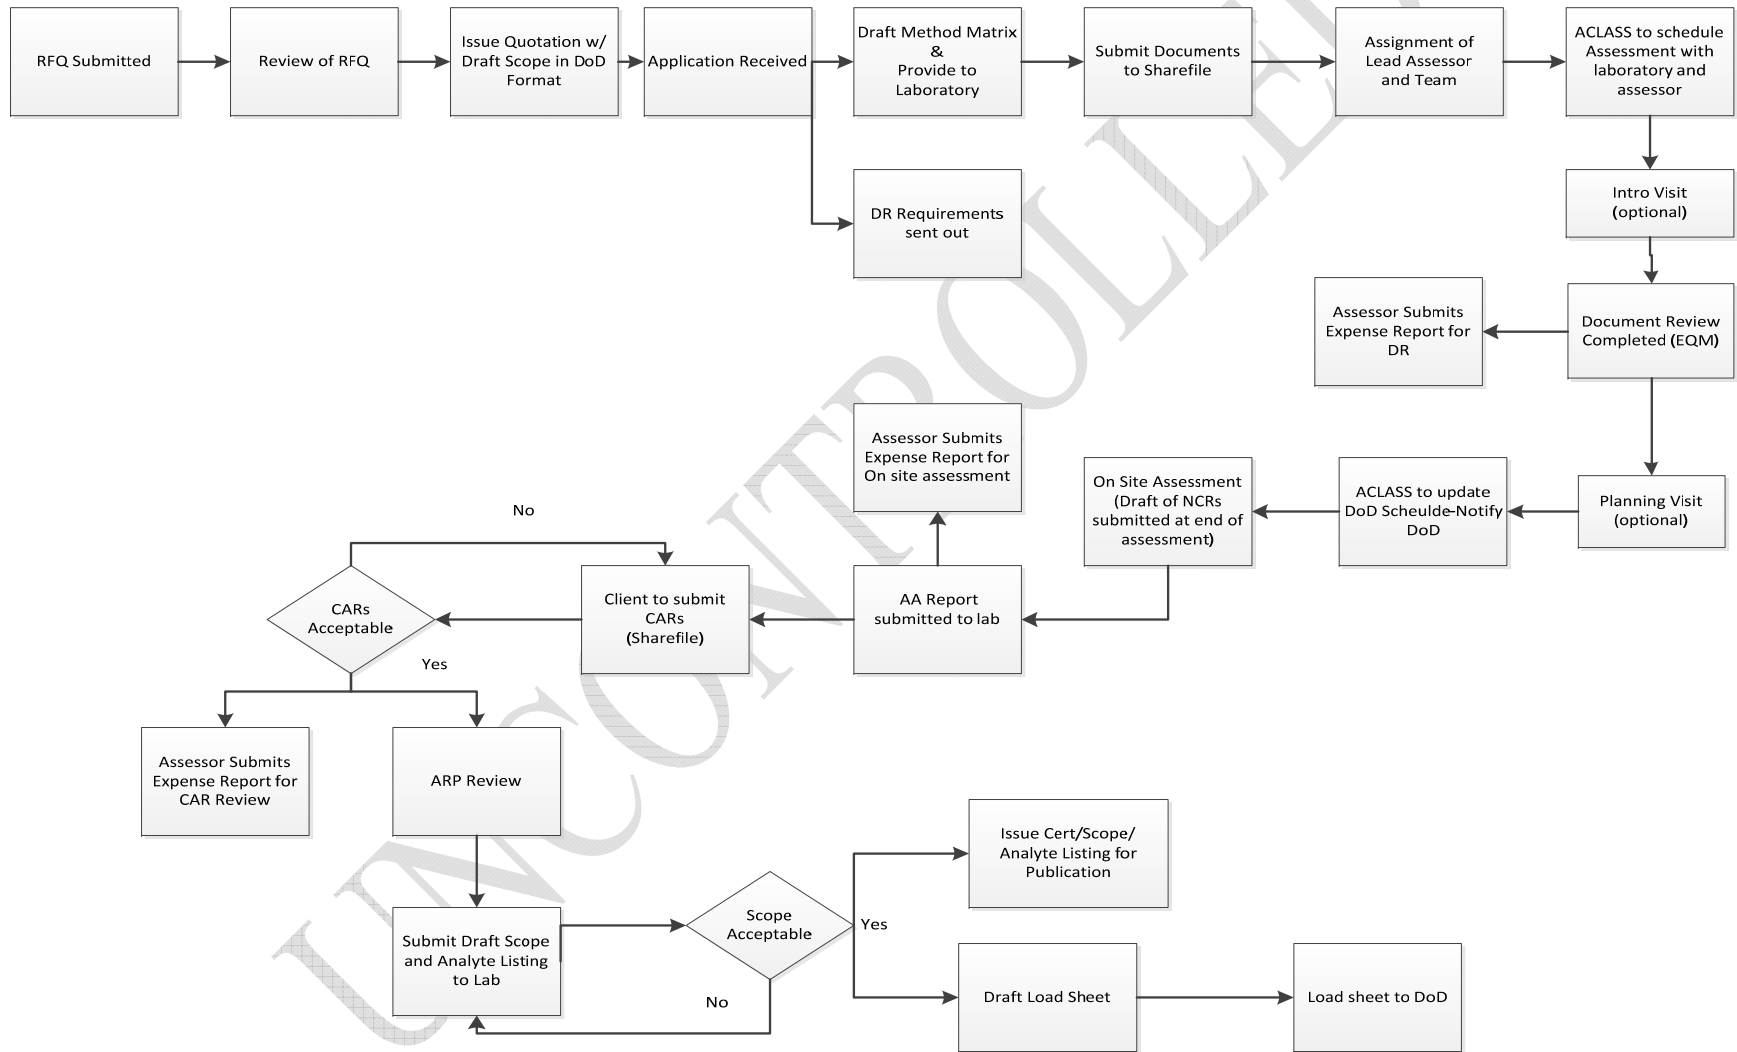 RFQ Submitted
Review of RFQ
Issue Quotation w/
Draft Scope in DoD
Format
Application Received
Draft Method Matrix
&
Provide to
Laboratory
Submit Documents
to Sharefile
Assignment of
Lead Assessor
and Team
ACLASS to schedule
Assessment with
laboratory and
assessor
DR Requirements
sent out
Intro Visit
(optional)
Assessor Submits
Expense Report for
DR
Document Review
Completed (EQM)
Assessor Submits
Expense Report for
On site assessment
On Site Assessment
(Draft of NCRs
submitted at end of
assessment)
ACLASS to update
DoD Scheulde-Notify
DoD
Planning Visit
(optional)
No
CARs
Acceptable
Client to submit
CARs
(Sharefile)
AA Report
submitted to lab
Yes
Assessor Submits
Expense Report for
CAR Review
ARP Review
Issue Cert/Scope/
Analyte Listing for
Publication
Submit Draft Scope
and Analyte Listing
to Lab
Scope
Acceptable
Yes
No
Draft Load Sheet
Load sheet to DoD
UNCONTROLLED